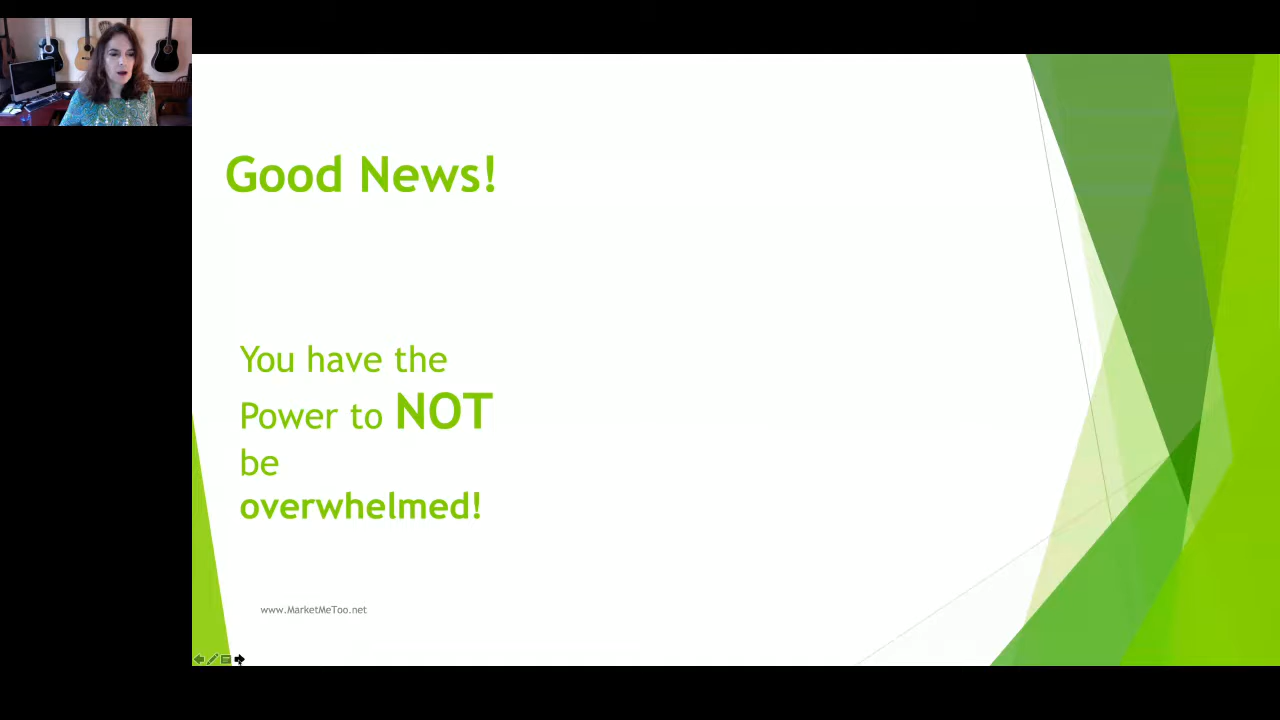 Good News!
You have the
Power to NOT
be
overwhelmed!
www.MarketMeToo.net